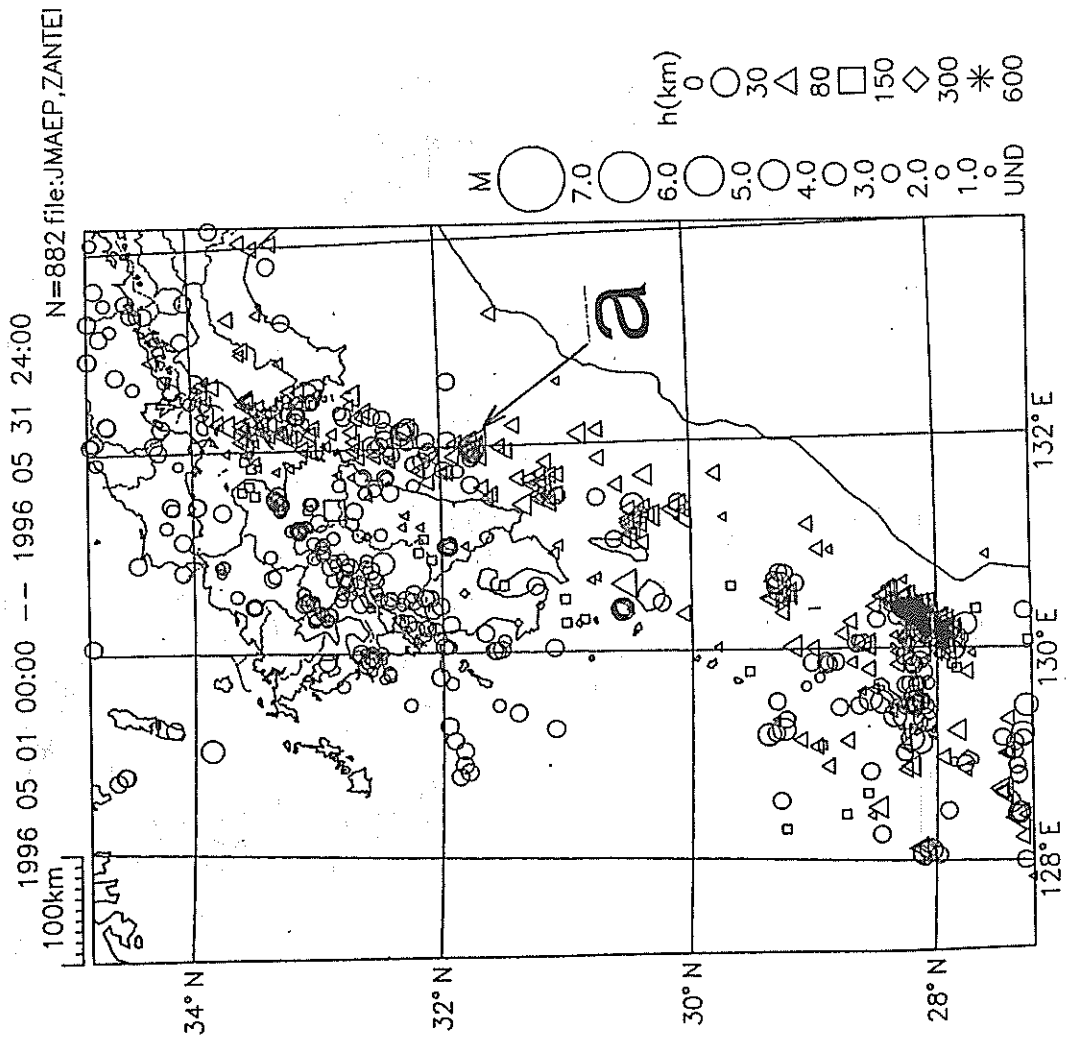 1996 05 01 00:00 -- 1996 05 31 24:00
N=882 file:JMAEP,ZANTEI
100km
34°N
32°N
30°N
28°N
128°E
130°E
132°E
a
M
7.0
6.0
5.0
4.0
3.0
2.0
1.0
UND
h(km)
0
30
80
150
300
600